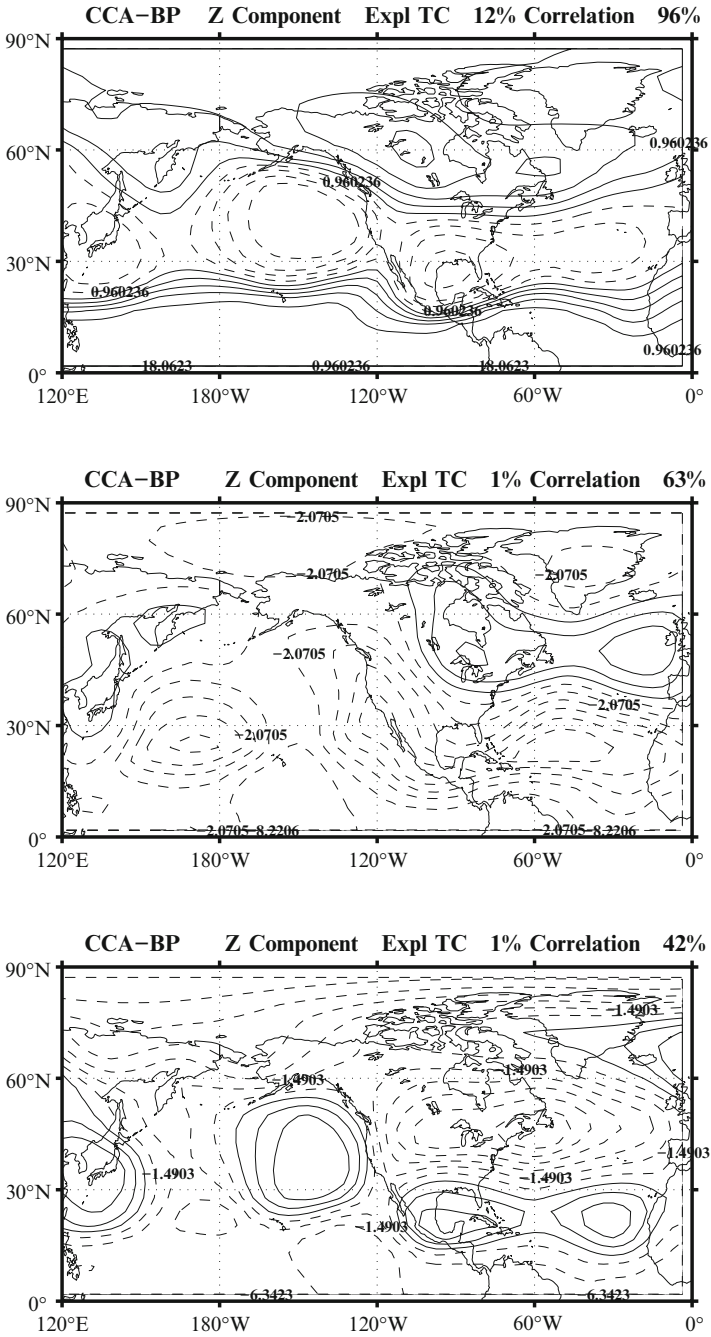 CCA−BP Z Component Expl TC 12% Correlation 96%
90°N
60°N
0.960236
0.960236
30°N
0.960236
0.960236
0.960236
0°
18.0623 0.960236 18.0623
120°E 180°W 120°W 60°W 0°
CCA−BP Z Component Expl TC 1% Correlation 63%
90°N
−2.0705
−2.0705 −2.0705
60°N
−2.0705
−2.0705
30°N
−2.0705
0°
−2.0705−8.2206 −2.0705−8.2206
120°E 180°W 120°W 60°W 0°
CCA−BP Z Component Expl TC 1% Correlation 42%
90°N
−1.4903
−1.4903
60°N
−1.4903
−1.4903
−1.4903 −1.4903
30°N
−1.4903
0°
−6.3423 −6.3423
120°E 180°W 120°W 60°W 0°